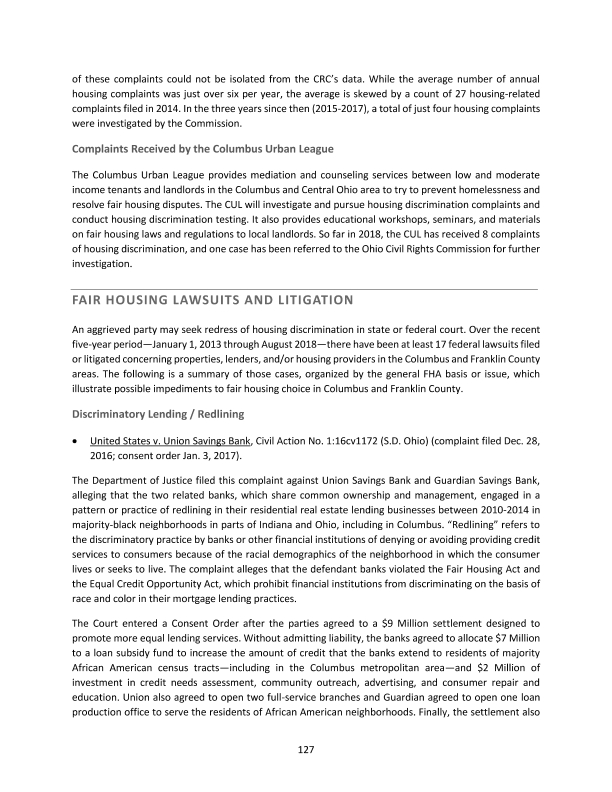 of these complaints could not be isolated from the CRC’s data. While the average number of annual
housing complaints was just over six per year, the average is skewed by a count of 27 housing-related
complaints filed in 2014. In the three years since then (2015-2017), a total of just four housing complaints
were investigated by the Commission.
Complaints Received by the Columbus Urban League
The Columbus Urban League provides mediation and counseling services between low and moderate
income tenants and landlords in the Columbus and Central Ohio area to try to prevent homelessness and
resolve fair housing disputes. The CUL will investigate and pursue housing discrimination complaints and
conduct housing discrimination testing. It also provides educational workshops, seminars, and materials
on fair housing laws and regulations to local landlords. So far in 2018, the CUL has received 8 complaints
of housing discrimination, and one case has been referred to the Ohio Civil Rights Commission for further
investigation.
FAIR HOUSING LAWSUITS AND LITIGATION
An aggrieved party may seek redress of housing discrimination in state or federal court. Over the recent
five-year period—January 1, 2013 through August 2018—there have been at least 17 federal lawsuits filed
or litigated concerning properties, lenders, and/or housing providers in the Columbus and Franklin County
areas. The following is a summary of those cases, organized by the general FHA basis or issue, which
illustrate possible impediments to fair housing choice in Columbus and Franklin County.
Discriminatory Lending / Redlining
• United States v. Union Savings Bank, Civil Action No. 1:16cv1172 (S.D. Ohio) (complaint filed Dec. 28,
2016; consent order Jan. 3, 2017).
The Department of Justice filed this complaint against Union Savings Bank and Guardian Savings Bank,
alleging that the two related banks, which share common ownership and management, engaged in a
pattern or practice of redlining in their residential real estate lending businesses between 2010-2014 in
majority-black neighborhoods in parts of Indiana and Ohio, including in Columbus. “Redlining” refers to
the discriminatory practice by banks or other financial institutions of denying or avoiding providing credit
services to consumers because of the racial demographics of the neighborhood in which the consumer
lives or seeks to live. The complaint alleges that the defendant banks violated the Fair Housing Act and
the Equal Credit Opportunity Act, which prohibit financial institutions from discriminating on the basis of
race and color in their mortgage lending practices.
The Court entered a Consent Order after the parties agreed to a $9 Million settlement designed to
promote more equal lending services. Without admitting liability, the banks agreed to allocate $7 Million
to a loan subsidy fund to increase the amount of credit that the banks extend to residents of majority
African American census tracts—including in the Columbus metropolitan area—and $2 Million of
investment in credit needs assessment, community outreach, advertising, and consumer repair and
education. Union also agreed to open two full-service branches and Guardian agreed to open one loan
production office to serve the residents of African American neighborhoods. Finally, the settlement also
127